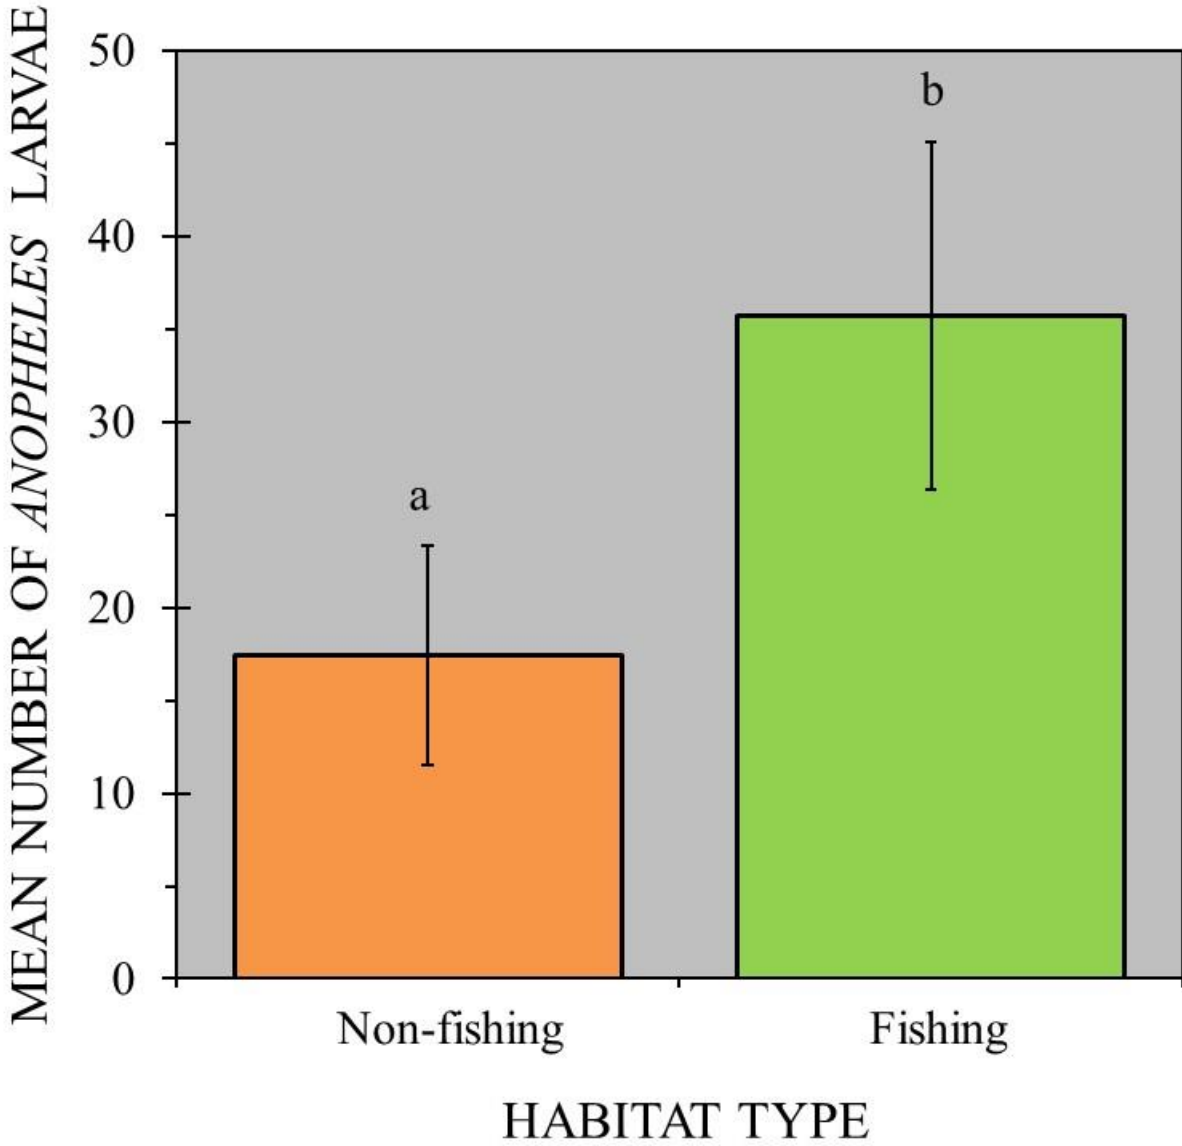 MEAN NUMBER OF ANOPHELES LARVAE
50
40
30
20
10
0
a
b
Non-fishing
Fishing
HABITAT TYPE